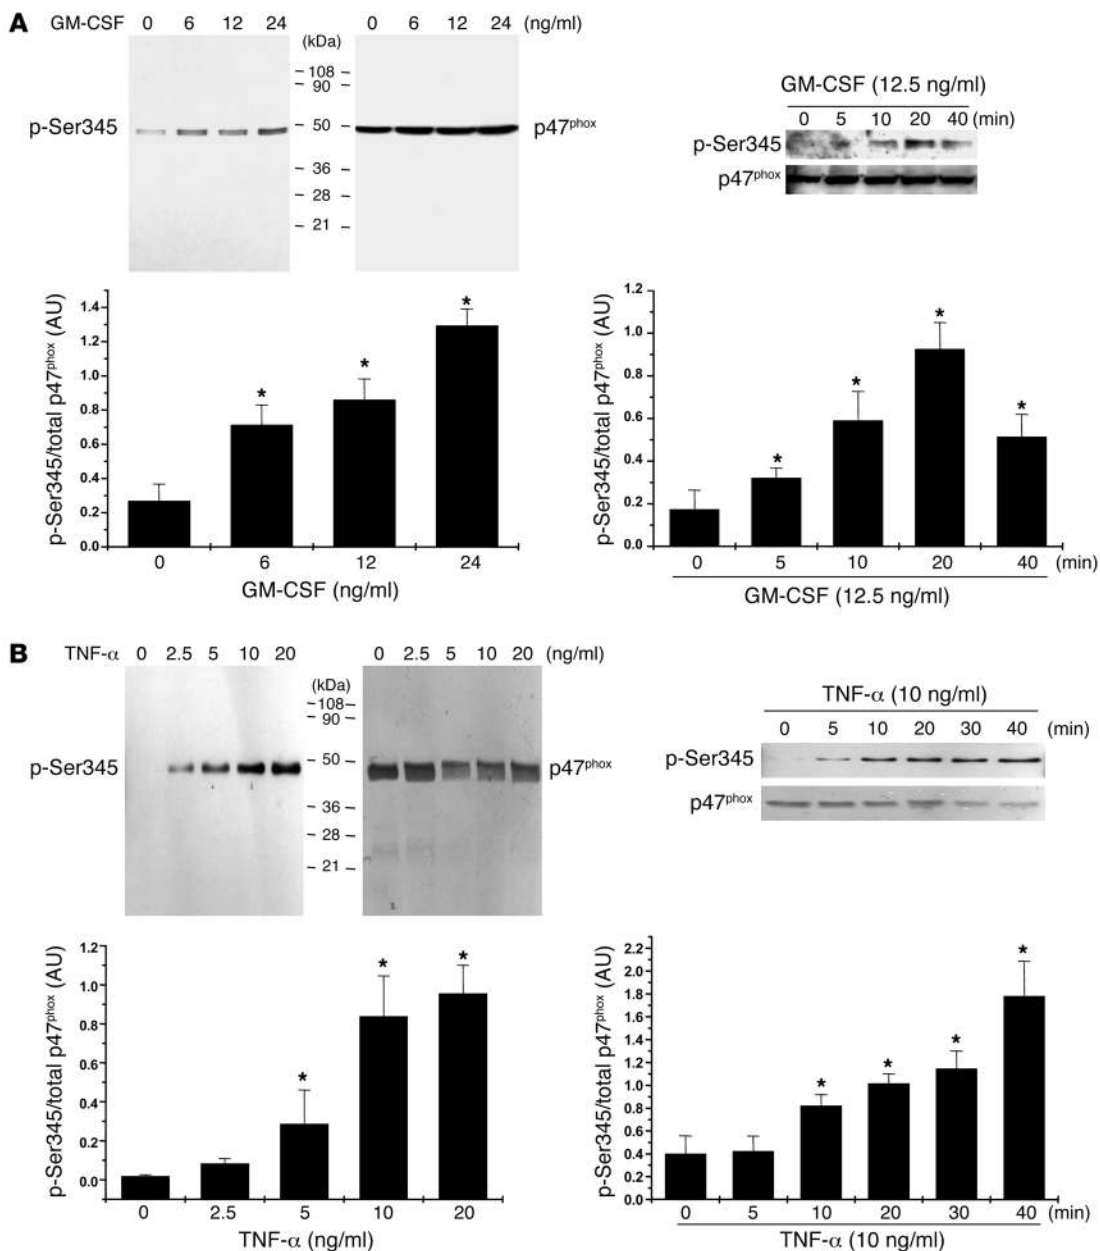 A
GM-CSF 0 6 12 24
0 6 12 24 (ng/ml)
(kDa)
– 108 –
– 90 –
p-Ser345
– 50 –
p47phox
– 36 –
– 28 –
– 21 –
GM-CSF (12.5 ng/ml)
0 5 10 20 40 (min)
p-Ser345
p47phox
p-Ser345/total p47phox (AU)
1.4
1.2
1.0
0.8
0.6
0.4
0.2
0.0
* * *
0 6 12 24
GM-CSF (ng/ml)
p-Ser345/total p47phox (AU)
1.2
1.0
0.8
0.6
0.4
0.2
0.0
* * * *
0 5 10 20 40 (min)
GM-CSF (12.5 ng/ml)
B
TNF-α 0 2.5 5 10 20
0 2.5 5 10 20 (ng/ml)
(kDa)
– 108 –
– 90 –
p-Ser345
– 50 –
p47phox
– 36 –
– 28 –
– 21 –
TNF-α (10 ng/ml)
0 5 10 20 30 40 (min)
p-Ser345
p47phox
p-Ser345/total p47phox (AU)
1.2
1.0
0.8
0.6
0.4
0.2
0.0
* * *
0 2.5 5 10 20
TNF-α (ng/ml)
p-Ser345/total p47phox (AU)
2.2
2.0
1.8
1.6
1.4
1.2
1.0
0.8
0.6
0.4
0.2
0.0
* * * *
0 5 10 20 30 40 (min)
TNF-α (10 ng/ml)